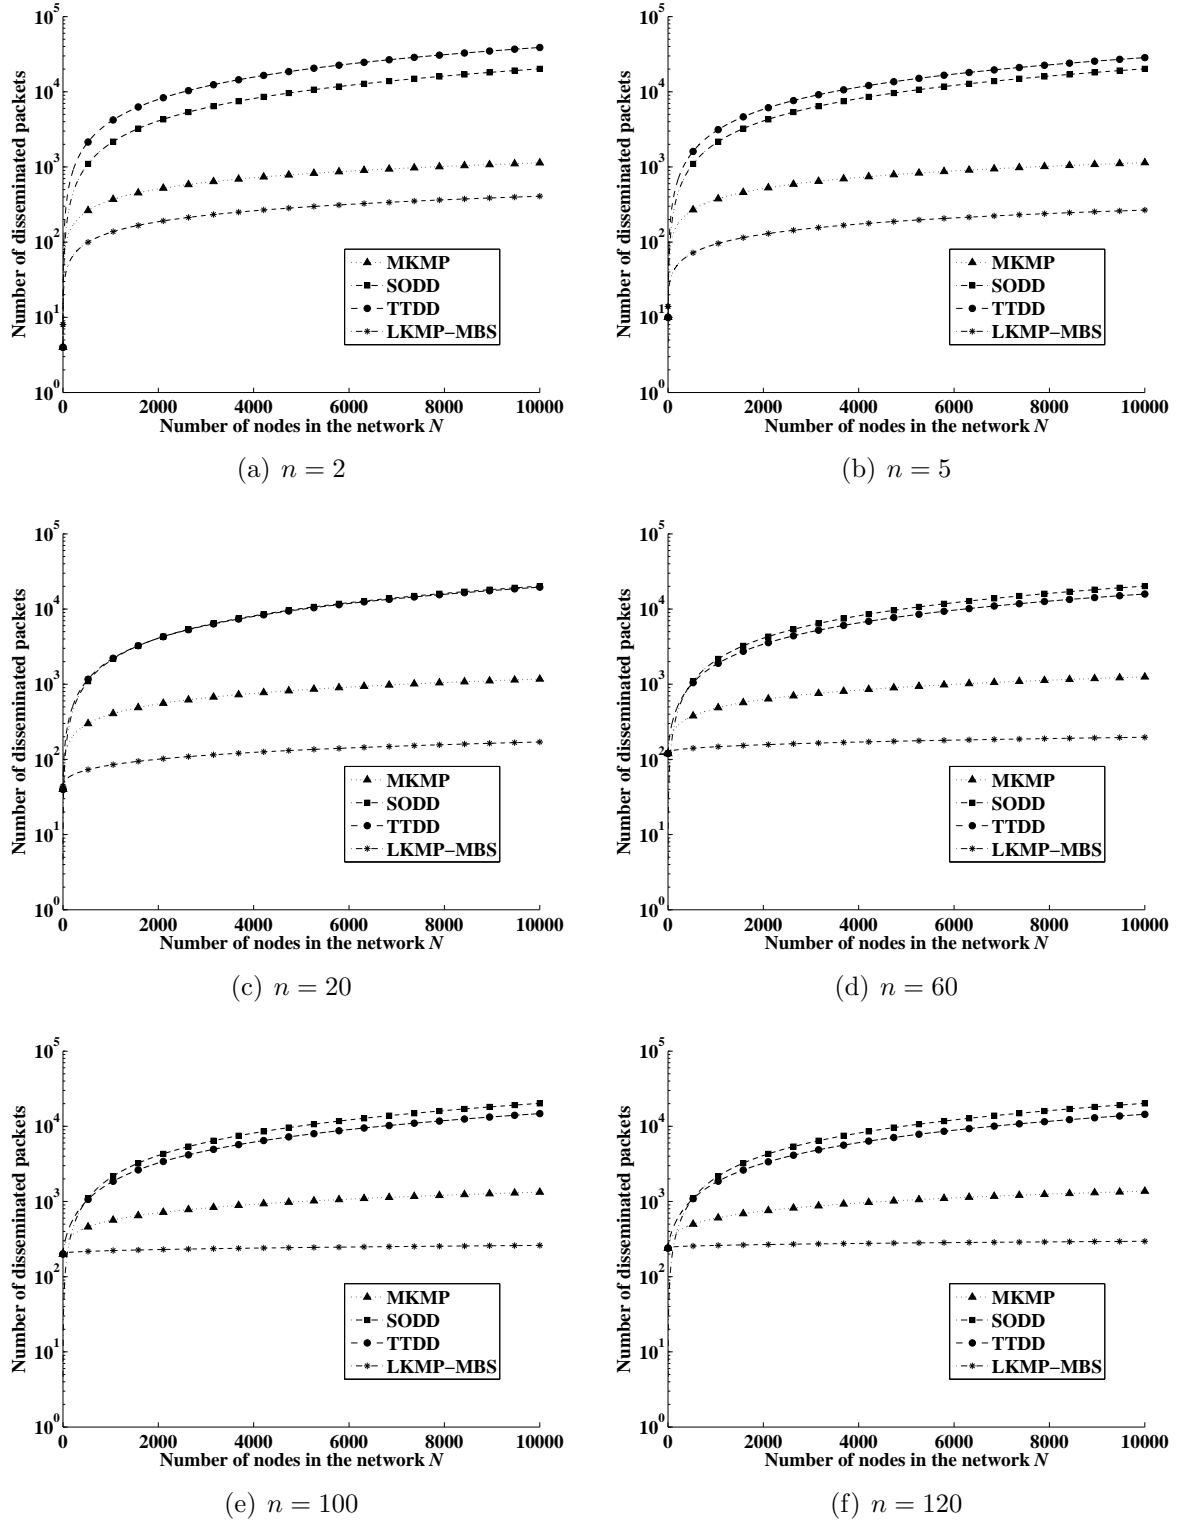 10^5
10^4
10^3
10^2
10^1
10^0
Number of disseminated packets
MKMP
SODD
TTDD
LKMP-MBS
0 2000 4000 6000 8000 10000
Number of nodes in the network N
(a) n = 2
10^5
10^4
10^3
10^2
10^1
10^0
Number of disseminated packets
MKMP
SODD
TTDD
LKMP-MBS
0 2000 4000 6000 8000 10000
Number of nodes in the network N
(b) n = 5
10^5
10^4
10^3
10^2
10^1
10^0
Number of disseminated packets
MKMP
SODD
TTDD
LKMP-MBS
0 2000 4000 6000 8000 10000
Number of nodes in the network N
(c) n = 20
10^5
10^4
10^3
10^2
10^1
10^0
Number of disseminated packets
MKMP
SODD
TTDD
LKMP-MBS
0 2000 4000 6000 8000 10000
Number of nodes in the network N
(d) n = 60
10^5
10^4
10^3
10^2
10^1
10^0
Number of disseminated packets
MKMP
SODD
TTDD
LKMP-MBS
0 2000 4000 6000 8000 10000
Number of nodes in the network N
(e) n = 100
10^5
10^4
10^3
10^2
10^1
10^0
Number of disseminated packets
MKMP
SODD
TTDD
LKMP-MBS
0 2000 4000 6000 8000 10000
Number of nodes in the network N
(f) n = 120